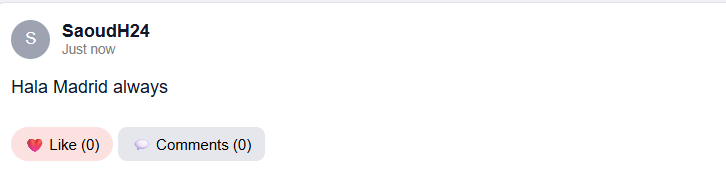 S
SaoudH24
Just now
Hala Madrid always
Like (0)
Comments (0)